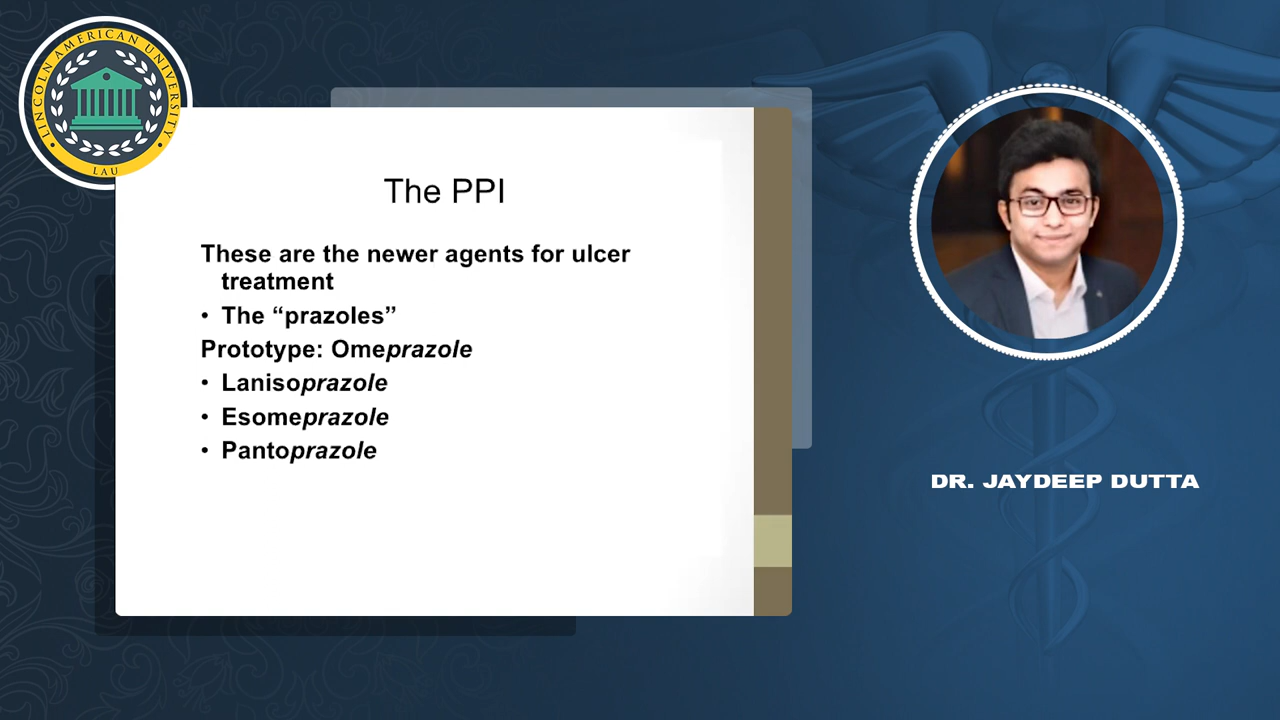 LINCOLN AMERICAN UNIVERSITY
LAU
The PPI
These are the newer agents for ulcer
treatment
• The “prazoles”
Prototype: Omeprazole
• Lanisoprazole
• Esomeprazole
• Pantoprazole
DR. JAYDEEP DUTTA